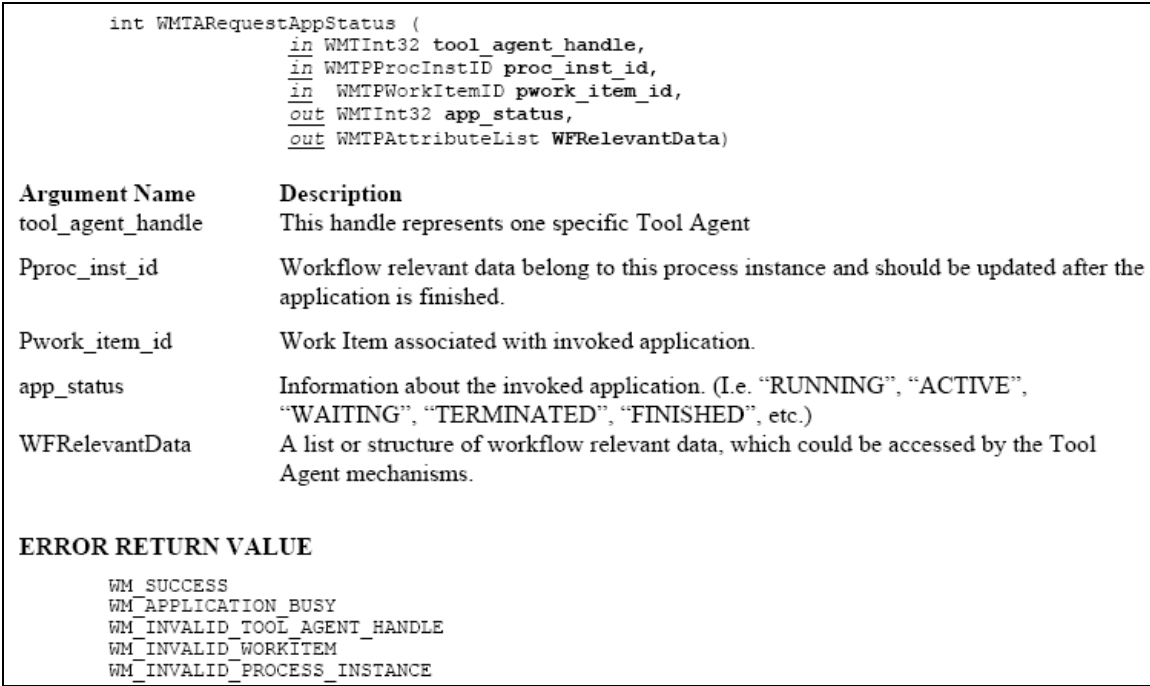 int WMTARequestAppStatus (
in WMTInt32 tool_agent_handle,
in WMTPProcInstID proc_inst_id,
in WMTPWorkItemID pwork_item_id,
out WMTInt32 app_status,
out WMTPAttributeList WFRelevantData)
Argument Name Description
tool_agent_handle This handle represents one specific Tool Agent
Pproc_inst_id Workflow relevant data belong to this process instance and should be updated after the
application is finished.
Pwork_item_id Work Item associated with invoked application.
app_status Information about the invoked application. (I.e. “RUNNING”, “ACTIVE”,
“WAITING”, “TERMINATED”, “FINISHED”, etc.)
WFRelevantData A list or structure of workflow relevant data, which could be accessed by the Tool
Agent mechanisms.
ERROR RETURN VALUE
WM_SUCCESS
WM_APPLICATION_BUSY
WM_INVALID_TOOL_AGENT_HANDLE
WM_INVALID_WORKITEM
WM_INVALID_PROCESS_INSTANCE